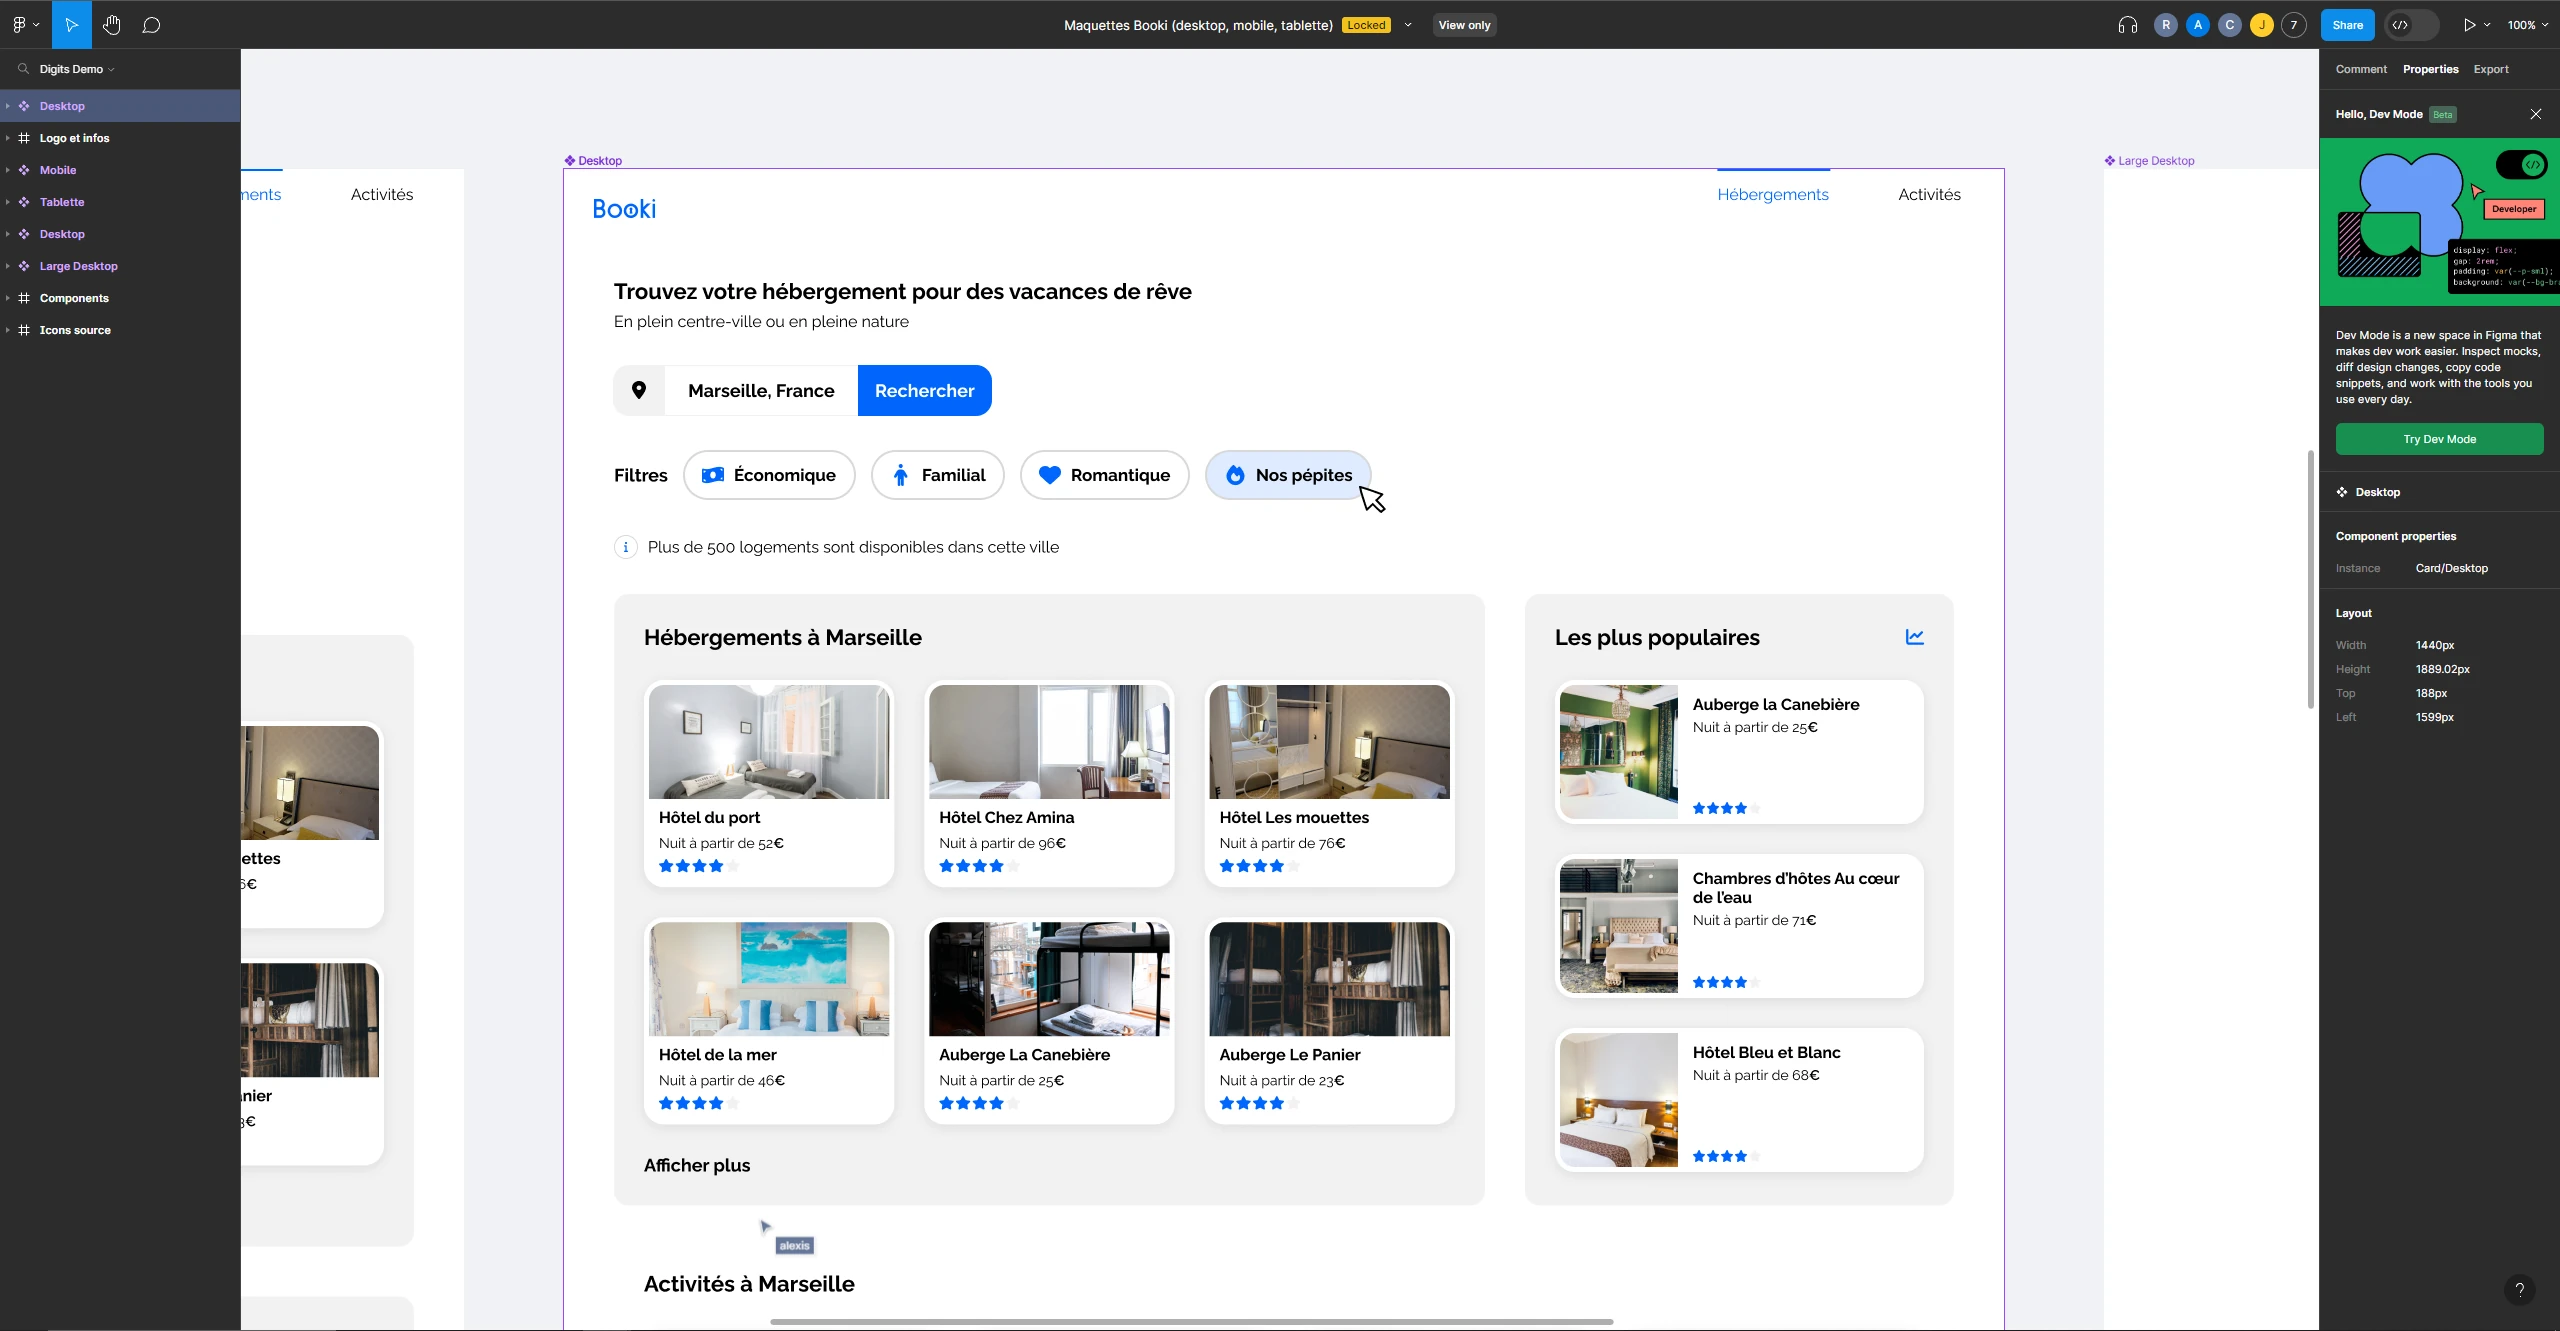 Maquettes Booki (desktop, mobile, tablette) Locked View only
R A C J 7 Share 100%
Digits Demo
Desktop
Logo et infos
Mobile
Tablette
Desktop
Large Desktop
Components
Icons source
ments Activités
ettes
6€
anier
3€
Desktop
Booki
Hébergements Activités
Trouvez votre hébergement pour des vacances de rêve
En plein centre-ville ou en pleine nature
Marseille, France Rechercher
Filtres Économique Familial Romantique Nos pépites
Plus de 500 logements sont disponibles dans cette ville
Hébergements à Marseille
Hôtel du port
Nuit à partir de 52€
Hôtel Chez Amina
Nuit à partir de 96€
Hôtel Les mouettes
Nuit à partir de 76€
Hôtel de la mer
Nuit à partir de 46€
Auberge La Canebière
Nuit à partir de 25€
Auberge Le Panier
Nuit à partir de 23€
Afficher plus
Les plus populaires
Auberge la Canebière
Nuit à partir de 25€
Chambres d'hôtes Au cœur
de l'eau
Nuit à partir de 71€
Hôtel Bleu et Blanc
Nuit à partir de 68€
alexis
Activités à Marseille
Large Desktop
Comment Properties Export
Hello, Dev Mode Beta
Developer
display: flex;
gap: 2rem;
padding: var(--p-sml);
background: var(--bg-bra
Dev Mode is a new space in Figma that
makes dev work easier. Inspect mocks,
diff design changes, copy code
snippets, and work with the tools you
use every day.
Try Dev Mode
Desktop
Component properties
Instance Card/Desktop
Layout
Width 1440px
Height 1889.02px
Top 188px
Left 1599px
?